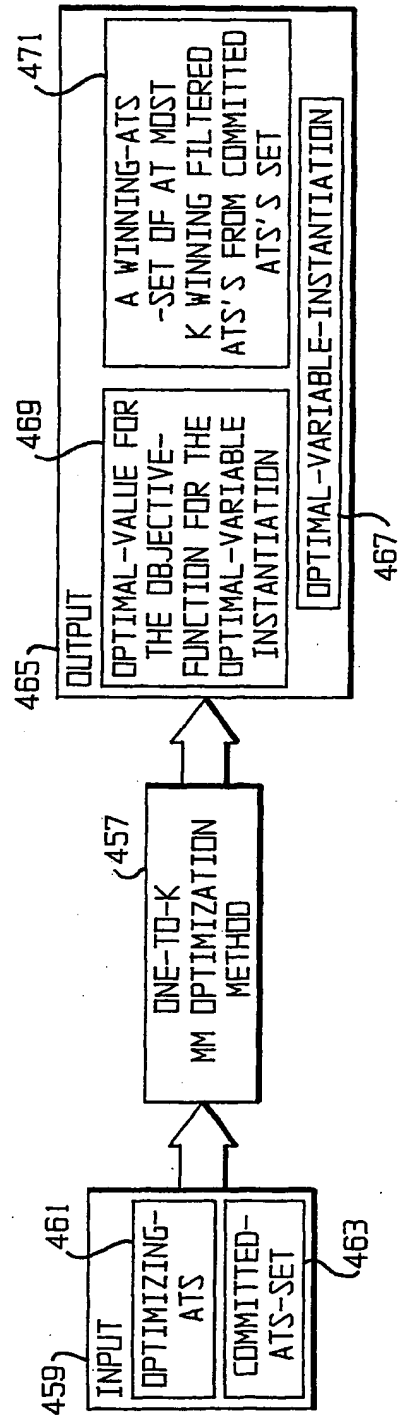 459
INPUT
461
OPTIMIZING-
ATS
COMMITTED-
ATS-SET
463
457
ONE-TO-K
MM OPTIMIZATION
METHOD
465
OUTPUT
469
OPTIMAL-VALUE FOR
THE OBJECTIVE-
FUNCTION FOR THE
OPTIMAL-VARIABLE
INSTANTIATION
471
A WINNING-ATS
-SET OF AT MOST
K WINNING FILTERED
ATS'S FROM COMMITTED
ATS'S SET
OPTIMAL-VARIABLE-INSTANTIATION
467